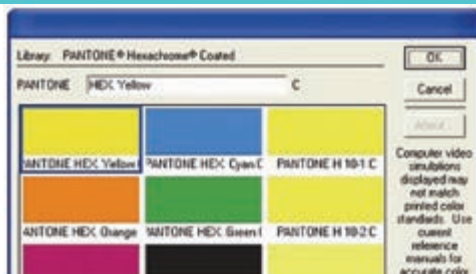 Library: PANTONE® Hexachrome® Coated
PANTONE HEX Yellow C
OK
Cancel
About...
PANTONE HEX Yellow C
PANTONE HEX Cyan C
PANTONE H 10-1 C
PANTONE HEX Orange
PANTONE HEX Green C
PANTONE H 10-2 C
Computer video
simulations
displayed may
not match
printed color
standards. Use
current
reference
manuals for
accurate color